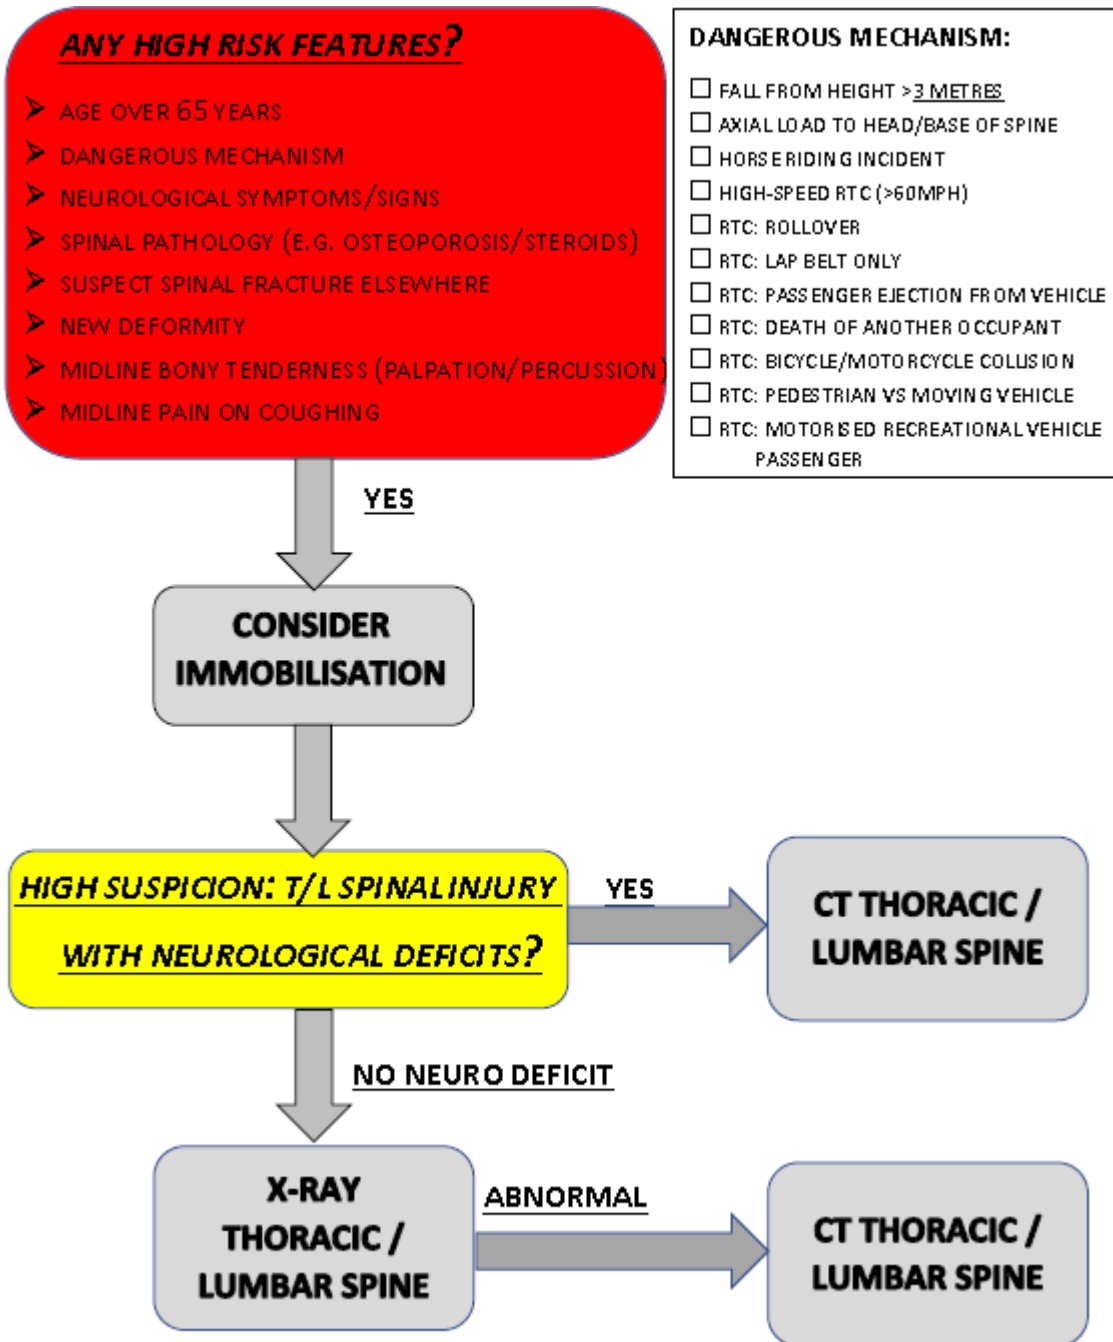 ANY HIGH RISK FEATURES?
➤ AGE OVER 65 YEARS
➤ DANGEROUS MECHANISM
➤ NEUROLOGICAL SYMPTOMS/SIGNS
➤ SPINAL PATHOLOGY (E.G. OSTEOPOROSIS/STEROIDS)
➤ SUSPECT SPINAL FRACTURE ELSEWHERE
➤ NEW DEFORMITY
➤ MIDLINE BONY TENDERNESS (PALPATION/PERCUSSION)
➤ MIDLINE PAIN ON COUGHING
DANGEROUS MECHANISM:
☐ FALL FROM HEIGHT >3 METRES
☐ AXIAL LOAD TO HEAD/BASE OF SPINE
☐ HORSE RIDING INCIDENT
☐ HIGH-SPEED RTC (>60MPH)
☐ RTC: ROLLOVER
☐ RTC: LAP BELT ONLY
☐ RTC: PASSENGER EJECTION FROM VEHICLE
☐ RTC: DEATH OF ANOTHER OCCUPANT
☐ RTC: BICYCLE/MOTORCYCLE COLLUSION
☐ RTC: PEDESTRIAN VS MOVING VEHICLE
☐ RTC: MOTORISED RECREATIONAL VEHICLE
PASSENGER
YES
CONSIDER
IMMOBILISATION
HIGH SUSPICION: T/L SPINAL INJURY
WITH NEUROLOGICAL DEFICITS?
YES
CT THORACIC /
LUMBAR SPINE
NO NEURO DEFICIT
X-RAY
THORACIC /
LUMBAR SPINE
ABNORMAL
CT THORACIC /
LUMBAR SPINE